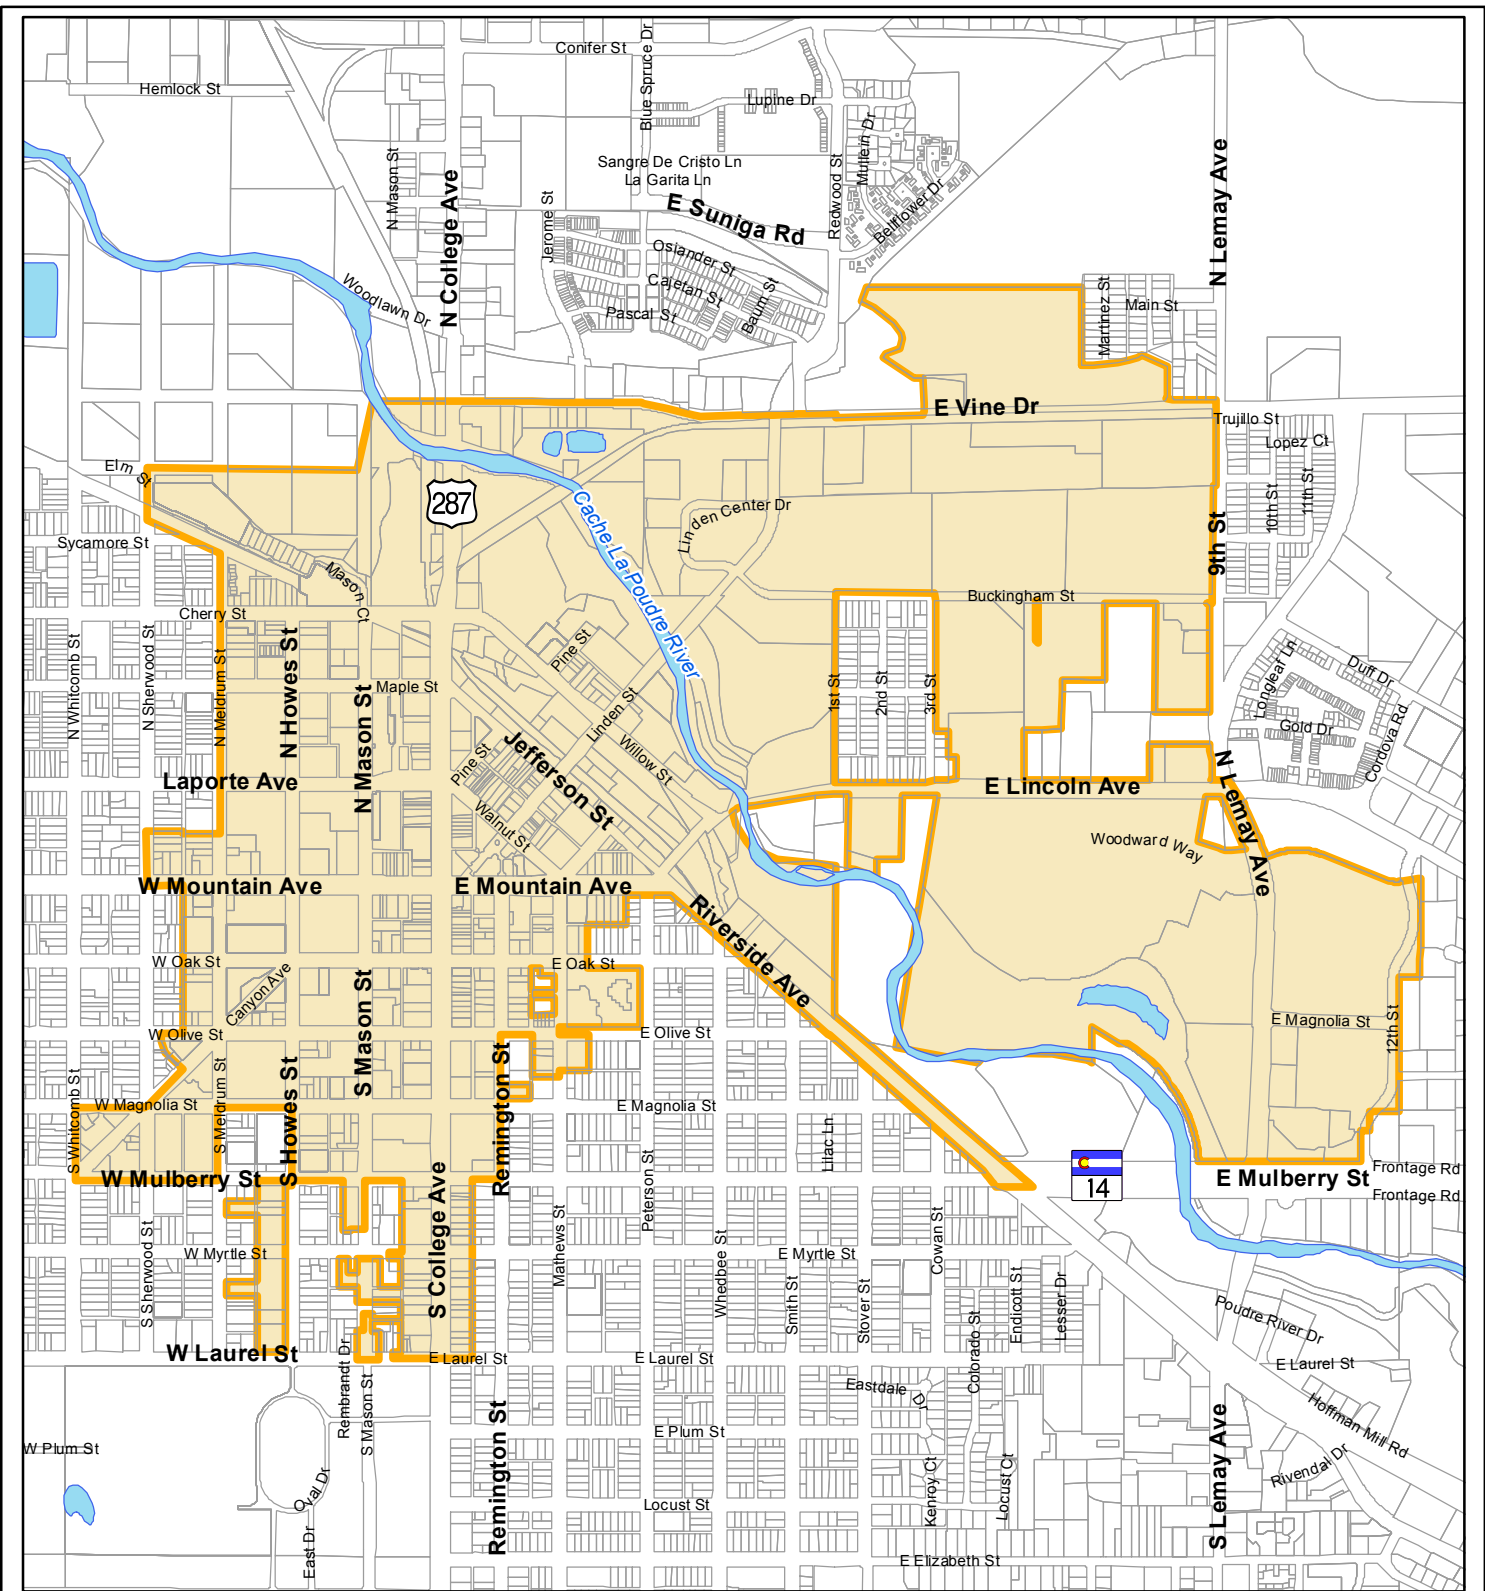 Conifer St
Blue Spruce Dr
Hemlock St
Lupine Dr
Mullein Dr
N Mason St
N College Ave
Sangre De Cristo Ln
La Garita Ln
Redwood St
Bellflower Dr
N Lemay Ave
Jerome St
E Suniga Rd
Osiander St
Cajetan St
Baum St
Pascal St
Woodlawn Dr
Martinez St
Main St
E Vine Dr
Trujillo St
Lopez Ct
Elm St
287
Cache La Poudre River
Linden Center Dr
10th St
11th St
9th St
Sycamore St
Mason Ct
Cherry St
Buckingham St
N Whitcomb St
N Sherwood St
N Meldrum St
N Howes St
N Mason St
Maple St
Pine St
Linden St
Willow St
1st St
2nd St
3rd St
Longleaf Ln
Duff Dr
Gold Dr
Cordova Rd
Jefferson St
Pine St
Walnut St
Laporte Ave
E Lincoln Ave
N Lemay Ave
Woodward Way
W Mountain Ave
E Mountain Ave
Riverside Ave
W Oak St
Canyon Ave
E Oak St
S Mason St
W Olive St
E Olive St
E Magnolia St
12th St
S Whitcomb St
W Magnolia St
S Meldrum St
S Howes St
Remington St
E Magnolia St
Lilac Ln
W Mulberry St
14
E Mulberry St
Frontage Rd
Frontage Rd
S College Ave
Peterson St
Mathews St
Whedbee St
Smith St
Stover St
Cowan St
S Sherwood St
W Myrtle St
E Myrtle St
Endicott St
Lesser Dr
Colorado St
Poudre River Dr
W Laurel St
Rembrandt Dr
S Mason St
E Laurel St
E Laurel St
E Laurel St
Eastdale Dr
Hoffman Mill Rd
W Plum St
Remington St
E Plum St
Kenroy Ct
Locust Ct
Rivendal Dr
S Lemay Ave
Oval Dr
East Dr
Locust St
E Elizabeth St